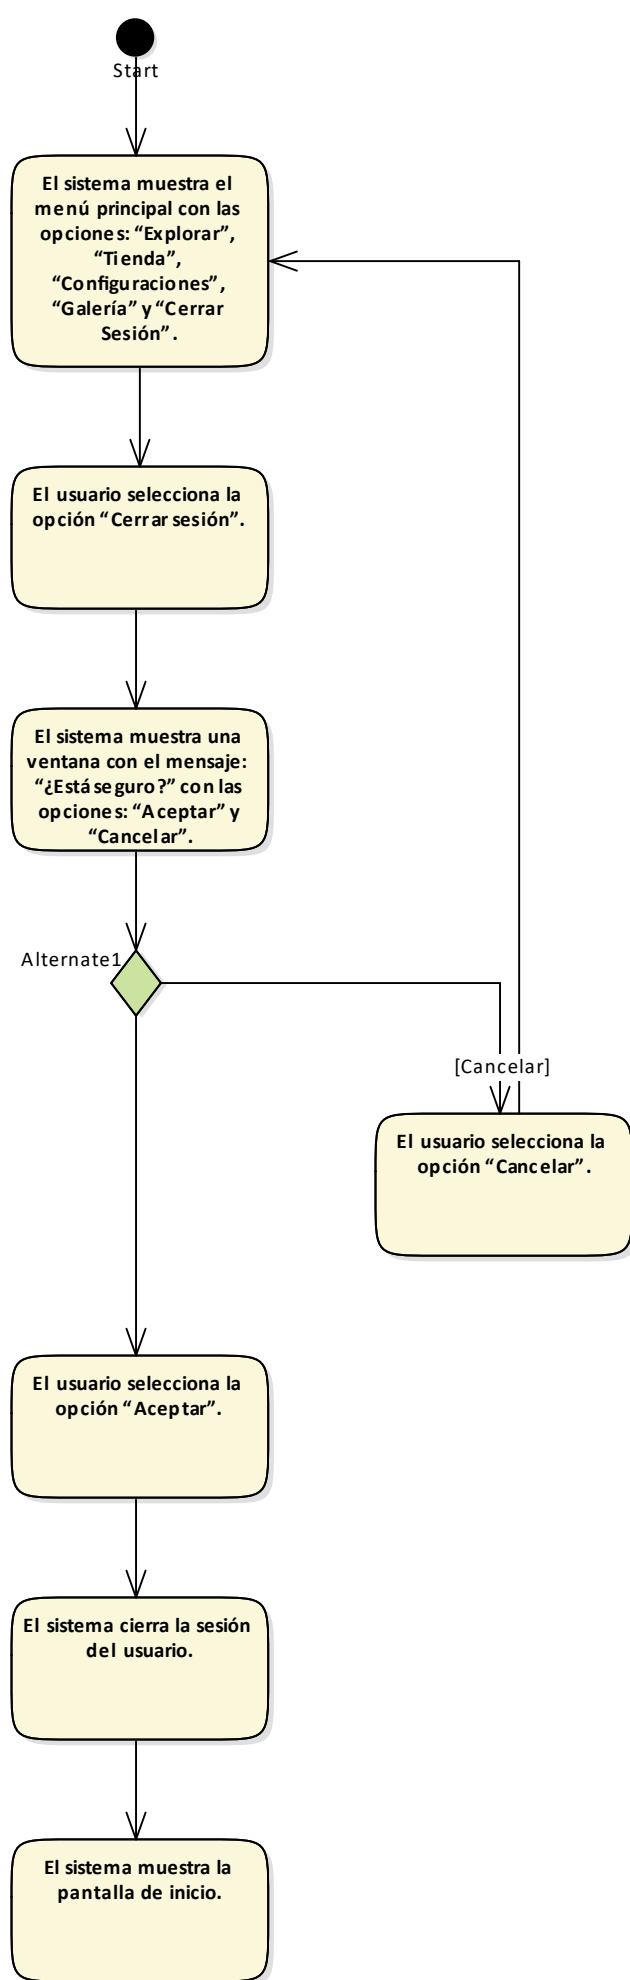 Start
El sistema muestra el
menú principal con las
opciones: “Explorar”,
“Tienda”,
“Configuraciones”,
“Galería” y “Cerrar
Sesión”.
El usuario selecciona la
opción “Cerrar sesión”.
El sistema muestra una
ventana con el mensaje:
“¿Está seguro?” con las
opciones: “Aceptar” y
“Cancelar”.
Alternate1
[Cancelar]
El usuario selecciona la
opción “Cancelar”.
El usuario selecciona la
opción “Aceptar”.
El sistema cierra la sesión
del usuario.
El sistema muestra la
pantalla de inicio.